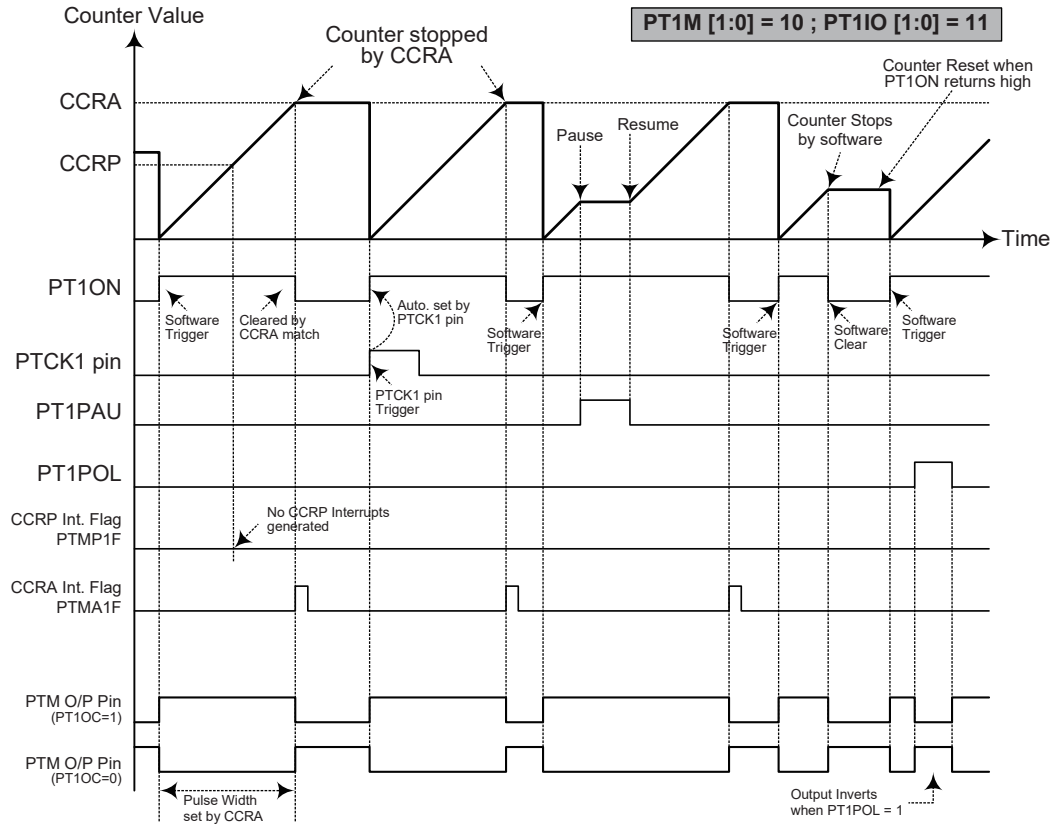 Counter Value
PT1M [1:0] = 10 ; PT1IO [1:0] = 11
Counter stopped
by CCRA
Counter Reset when
PT1ON returns high
CCRA
Counter Stops
by software
Pause
Resume
CCRP
Time
PT1ON
Software
Trigger
Cleared by
CCRA match
Auto. set by
PTCK1 pin
Software
Trigger
Software
Trigger
Software
Clear
Software
Trigger
PTCK1 pin
PTCK1 pin
Trigger
PT1PAU
PT1POL
CCRP Int. Flag
PTMP1F
No CCRP Interrupts
generated
CCRA Int. Flag
PTMA1F
PTM O/P Pin
(PT1OC=1)
PTM O/P Pin
(PT1OC=0)
Pulse Width
set by CCRA
Output Inverts
when PT1POL = 1